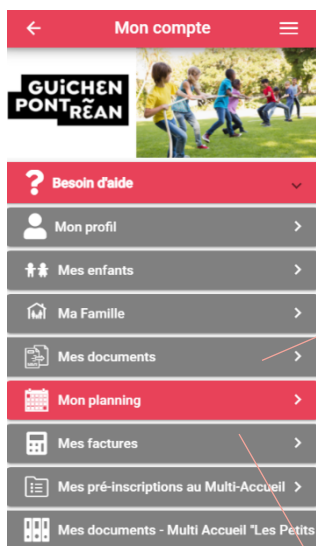 Mon compte
GUiCHEN
PONT
RẼAN
Besoin d'aide
Mon profil
Mes enfants
Ma Famille
Mes documents
Mon planning
Mes factures
Mes pré-inscriptions au Multi-Accueil
Mes documents - Multi Accueil "Les Petits